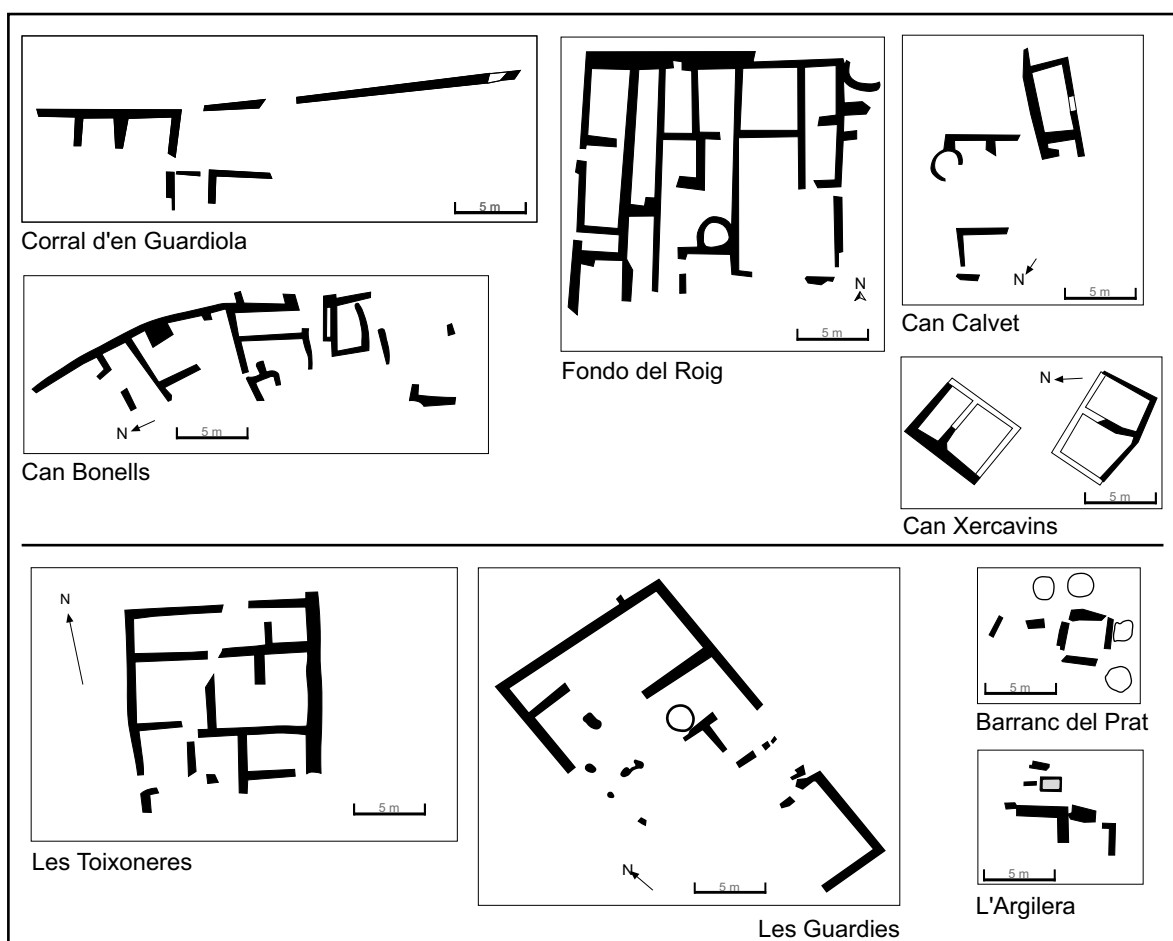 5 m
Corral d'en Guardiola
N
5 m
Fondo del Roig
N
5 m
Can Calvet
N
5 m
Can Bonells
N
5 m
Can Xercavins
N
5 m
Les Toixoneres
N
5 m
Les Guardies
5 m
Barranc del Prat
5 m
L'Argilera